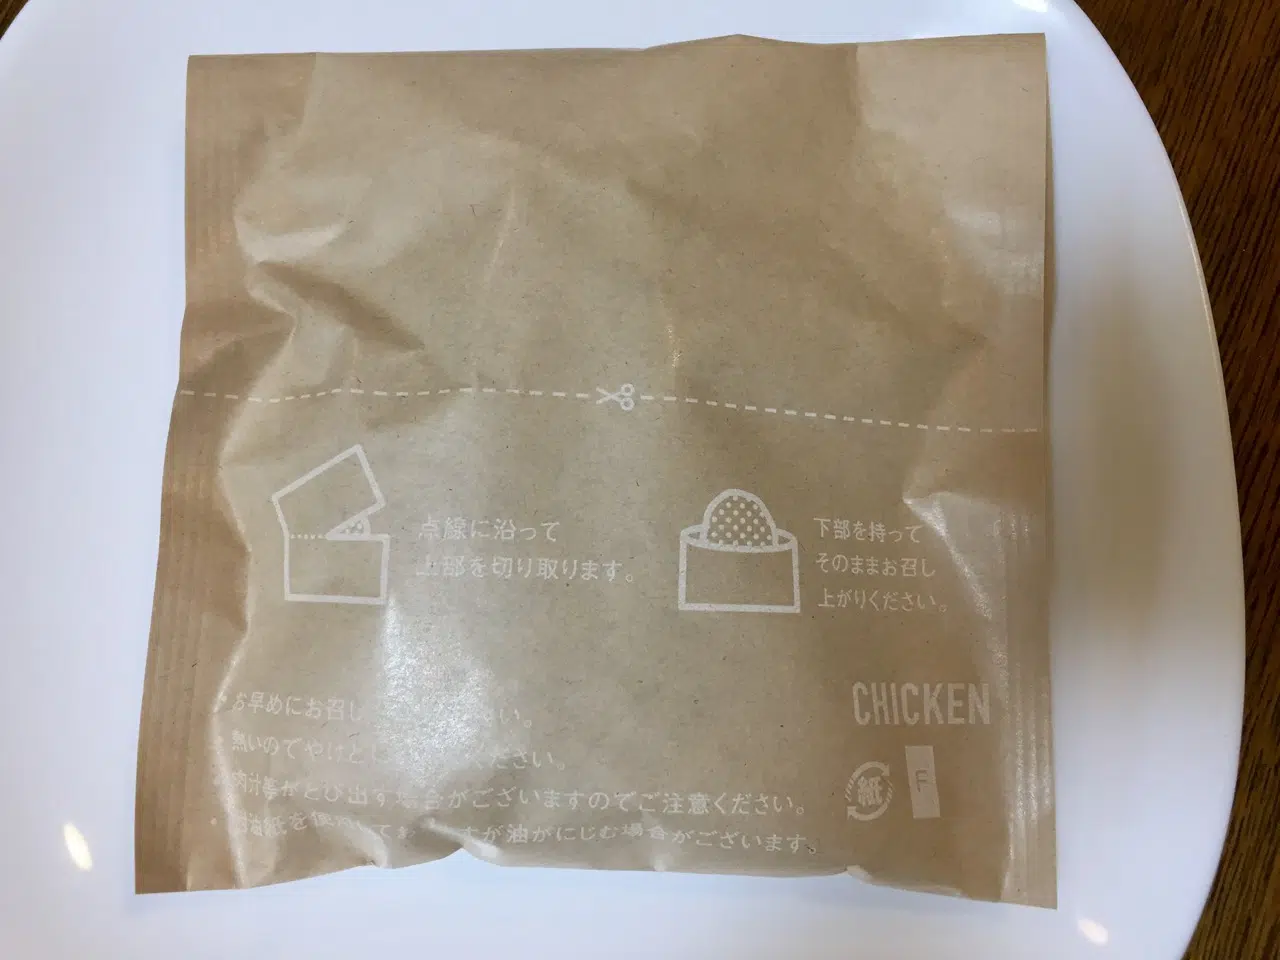 点線に沿って
上部を切り取ります。
下部を持って
そのままお召し
上がりください。
・お早めにお召し
い。
・熱いのでやけど
ください。
・肉汁等がとび出す場合がございますのでご注意ください。
油がにじむ場合がございます。
CHICKEN
紙
F